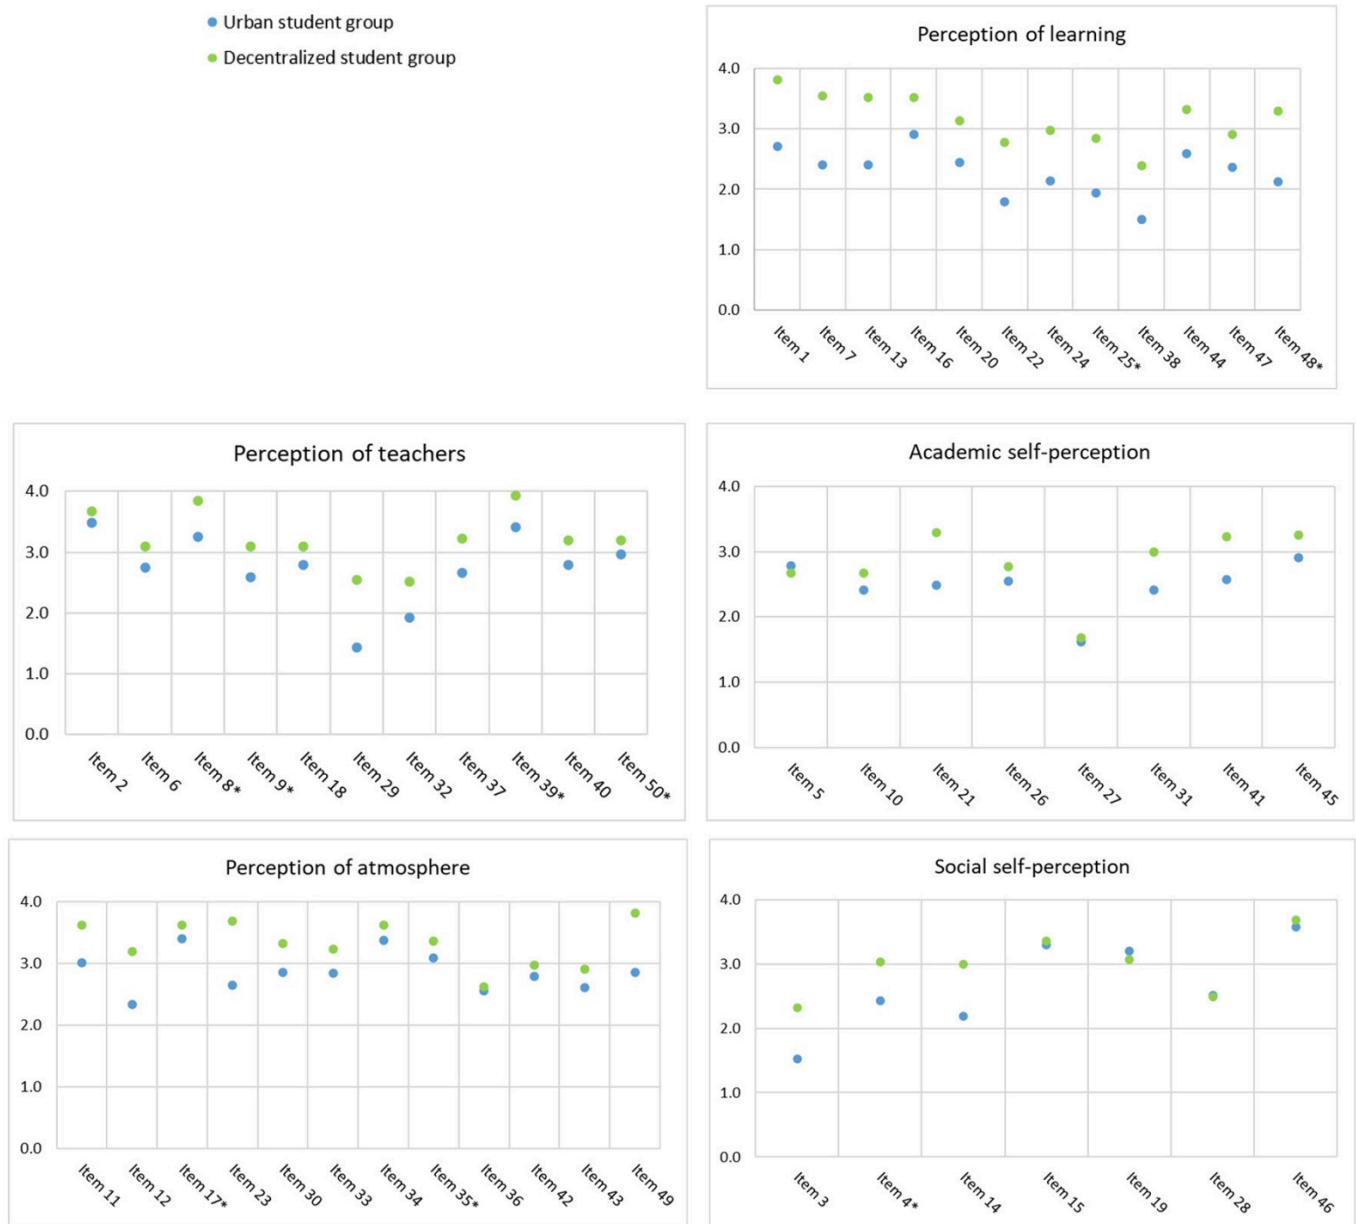 Urban student group
Decentralized student group
Perception of learning
4.0
3.0
2.0
1.0
0.0
Item 1
Item 7
Item 13
Item 16
Item 20
Item 22
Item 24
Item 25*
Item 38
Item 44
Item 47
Item 48*
Perception of teachers
4.0
3.0
2.0
1.0
0.0
Item 2
Item 6
Item 8*
Item 9*
Item 18
Item 29
Item 32
Item 37
Item 39*
Item 40
Item 50*
Academic self-perception
4.0
3.0
2.0
1.0
0.0
Item 5
Item 10
Item 21
Item 26
Item 27
Item 31
Item 41
Item 45
Perception of atmosphere
4.0
3.0
2.0
1.0
0.0
Item 11
Item 12
Item 17*
Item 23
Item 30
Item 33
Item 34
Item 35*
Item 36
Item 42
Item 43
Item 49
Social self-perception
4.0
3.0
2.0
1.0
0.0
Item 3
Item 4*
Item 14
Item 15
Item 19
Item 28
Item 46